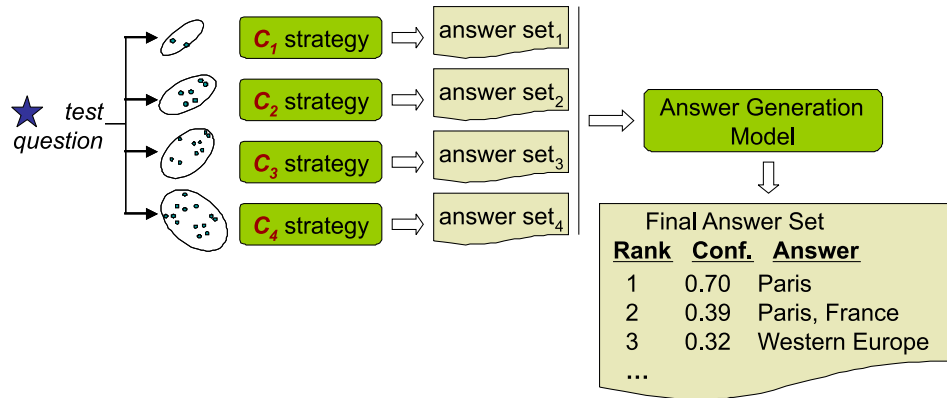 test
question
C1 strategy
answer set1
C2 strategy
answer set2
C3 strategy
answer set3
C4 strategy
answer set4
Answer Generation
Model
Final Answer Set
Rank Conf. Answer
1 0.70 Paris
2 0.39 Paris, France
3 0.32 Western Europe
...